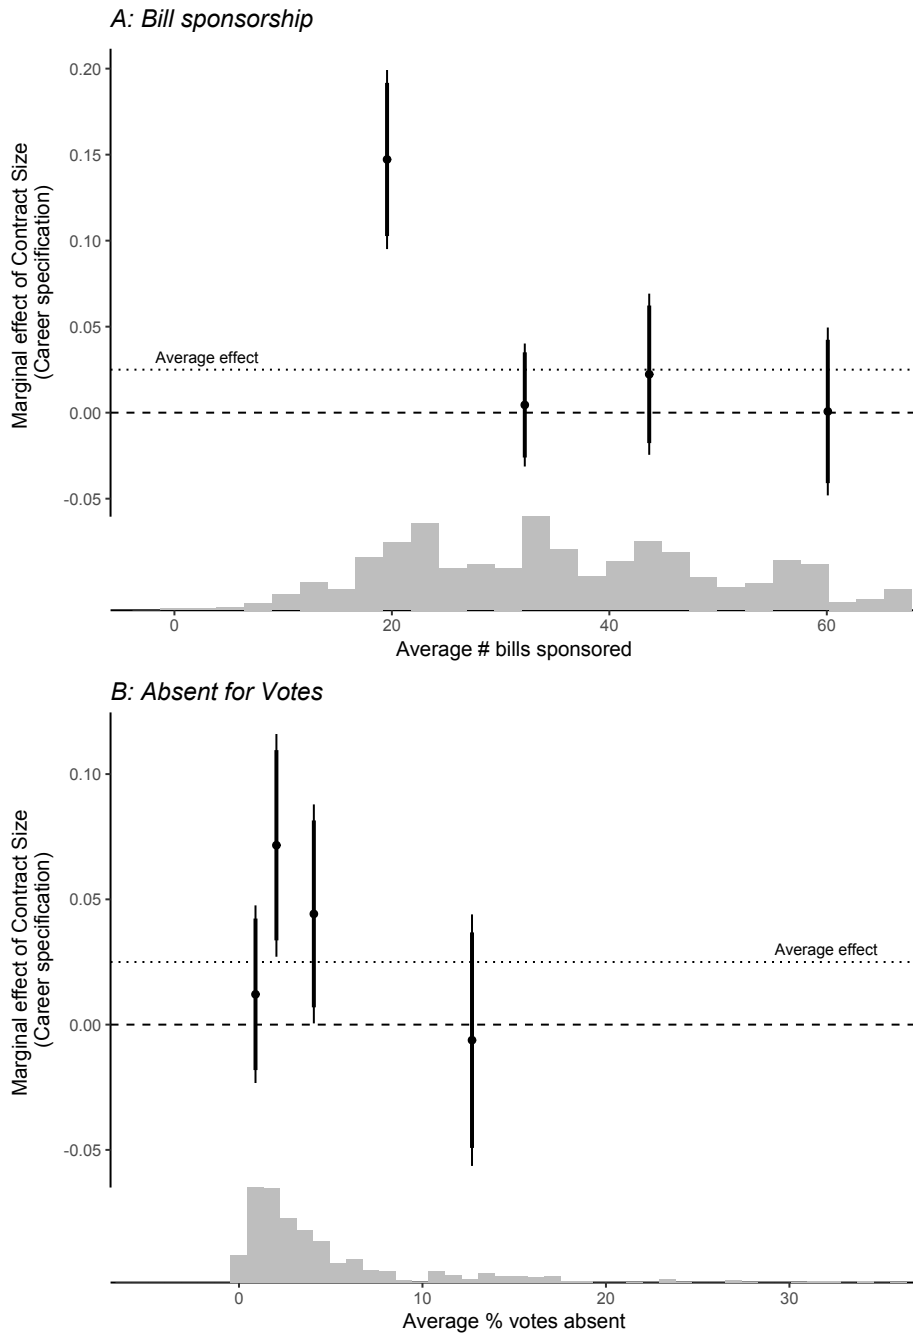 A: Bill sponsorship
Marginal effect of Contract Size
(Career specification)
0.20
0.15
0.10
0.05
0.00
-0.05
Average effect
0
20
40
60
Average # bills sponsored
B: Absent for Votes
Marginal effect of Contract Size
(Career specification)
0.10
0.05
0.00
-0.05
Average effect
0
10
20
30
Average % votes absent